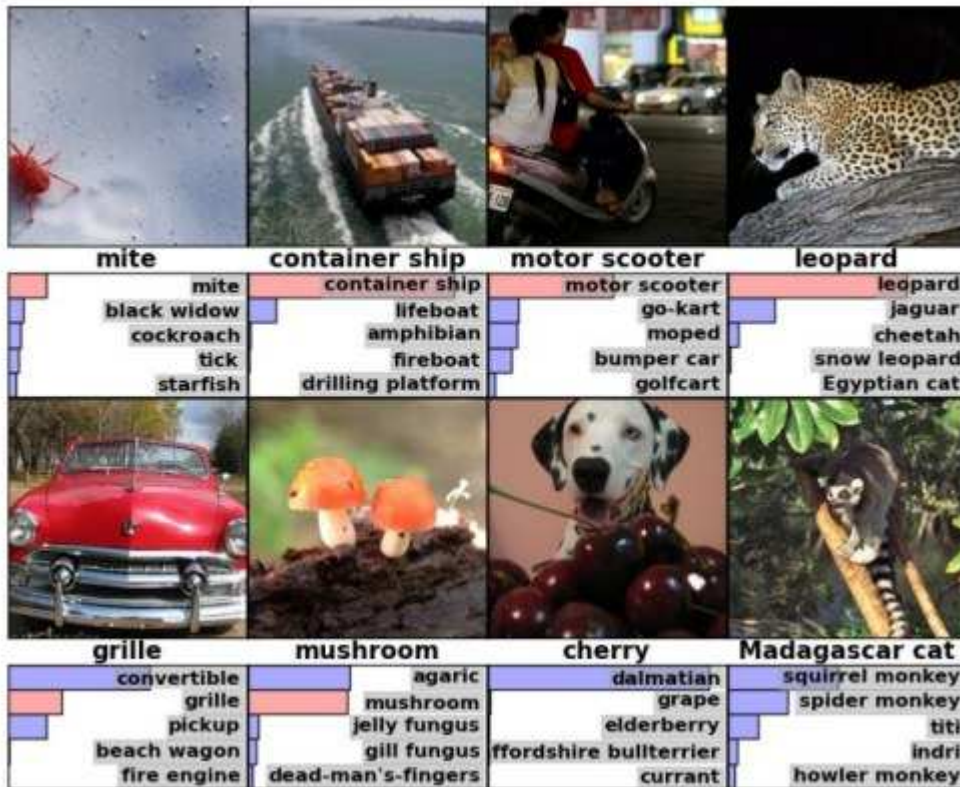 mite
container ship
motor scooter
leopard
mite
black widow
cockroach
tick
starfish
container ship
lifeboat
amphibian
fireboat
drilling platform
motor scooter
go-kart
moped
bumper car
golfcart
leopard
jaguar
cheetah
snow leopard
Egyptian cat
grille
mushroom
cherry
Madagascar cat
convertible
grille
pickup
beach wagon
fire engine
agaric
mushroom
jelly fungus
gill fungus
dead-man's-fingers
dalmatian
grape
elderberry
ffordshire bullterrier
currant
squirrel monkey
spider monkey
titi
indri
howler monkey